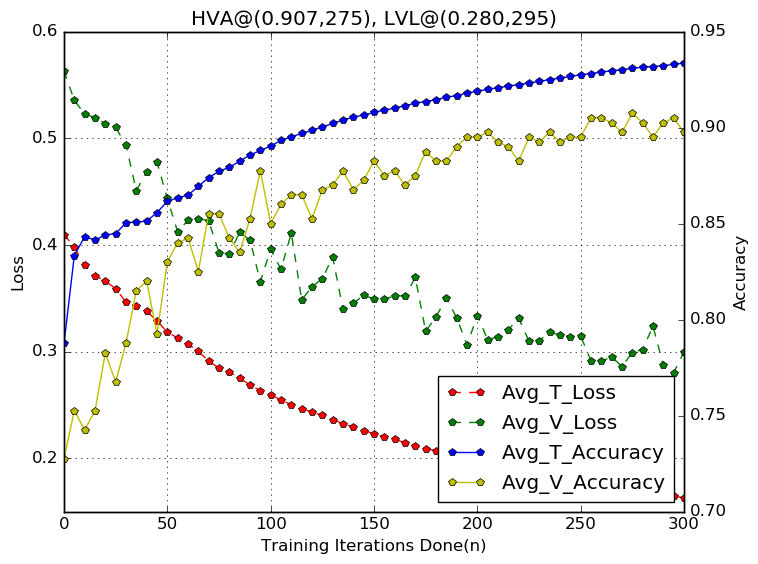 HVA@(0.907,275), LVL@(0.280,295)
0.6
0.5
0.4
0.3
0.2
Loss
0.95
0.90
0.85
0.80
0.75
0.70
Accuracy
Avg_T_Loss
Avg_V_Loss
Avg_T_Accuracy
Avg_V_Accuracy
0 50 100 150 200 250 300
Training Iterations Done(n)